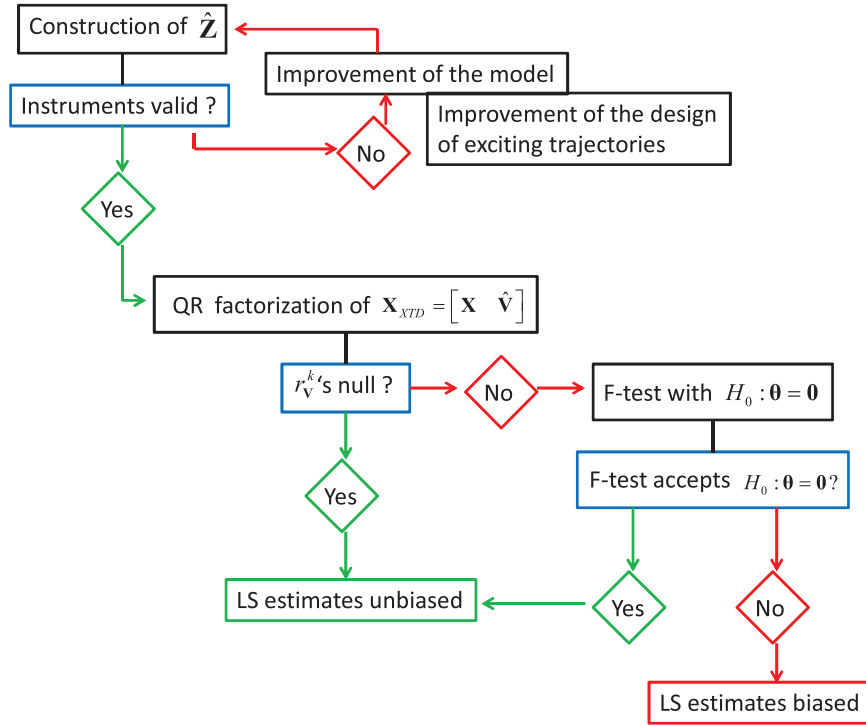 Construction of Ẑ
Improvement of the model
Instruments valid ?
Improvement of the design
of exciting trajectories
No
Yes
QR factorization of X_XTD = [X V̂]
r_V^k ‘s null ?
No
F-test with H_0 : θ = 0
F-test accepts H_0 : θ = 0 ?
Yes
LS estimates unbiased
Yes
No
LS estimates biased